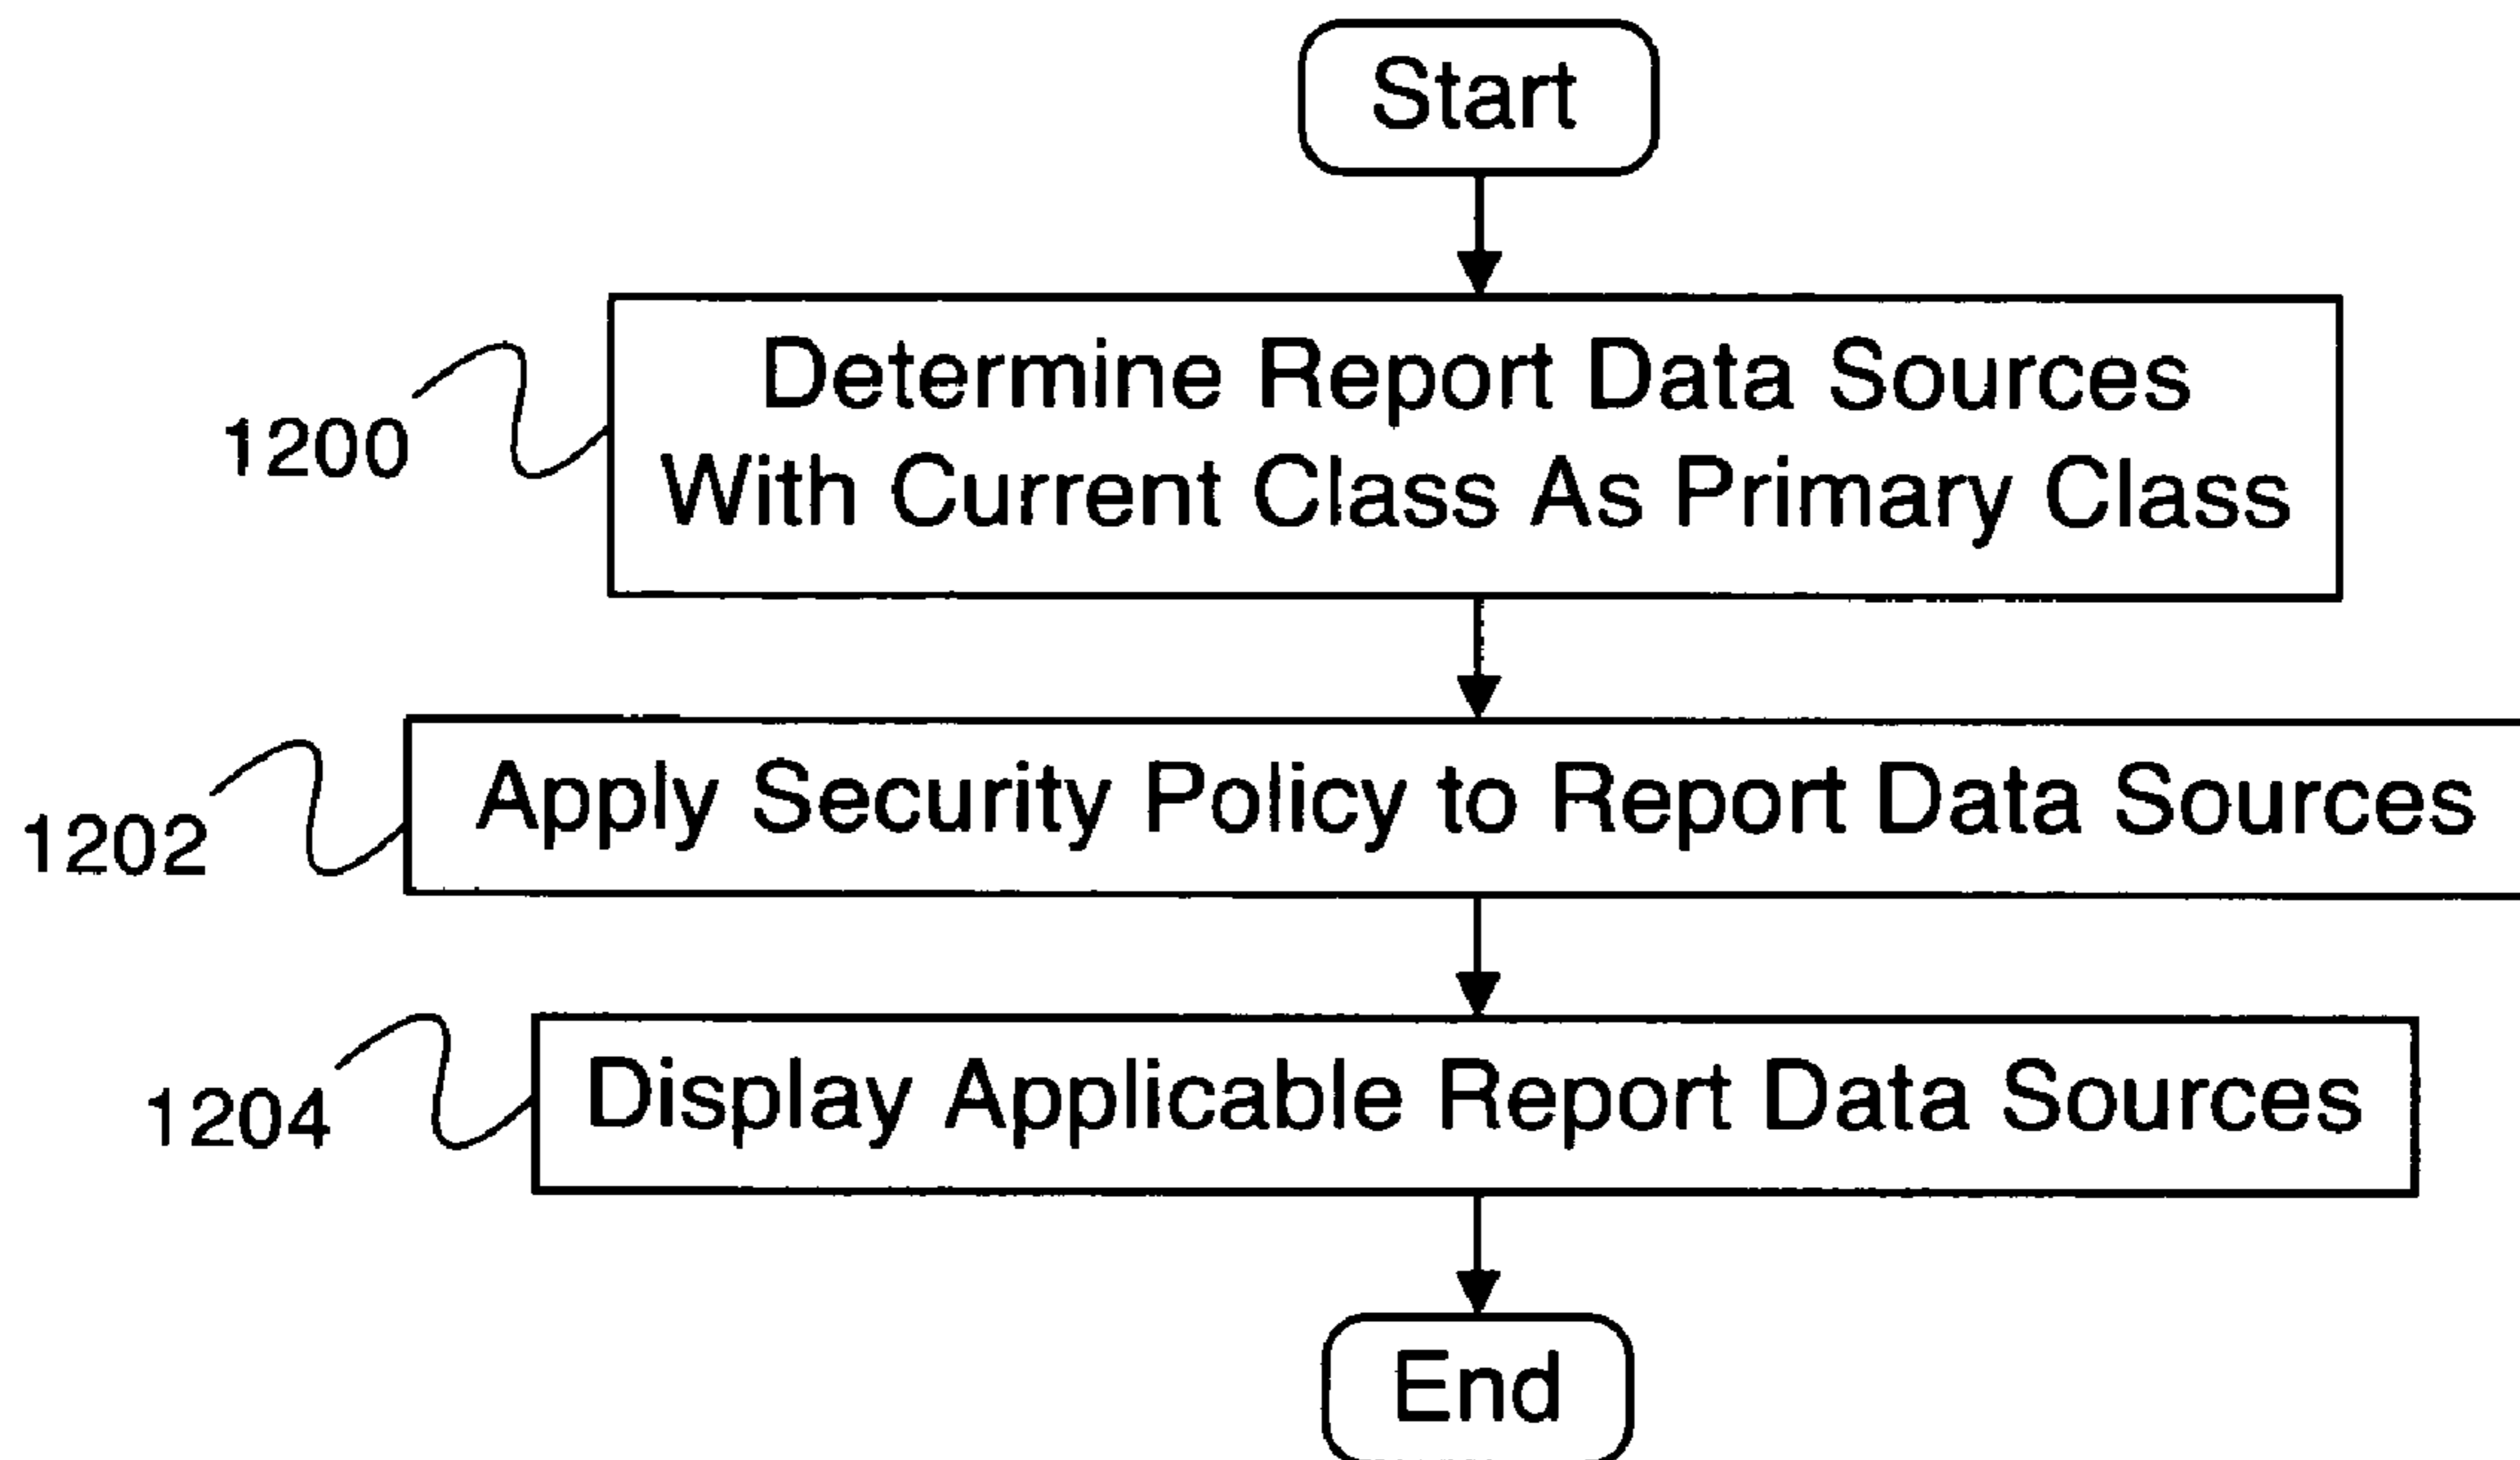 Start
Determine Report Data Sources
With Current Class As Primary Class
1200
Apply Security Policy to Report Data Sources
1202
Display Applicable Report Data Sources
1204
End